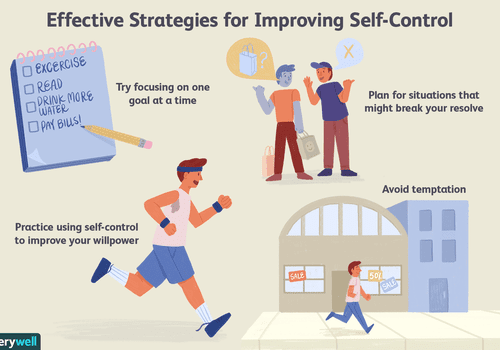 Effective Strategies for Improving Self-Control
EXCERCISE
READ
DRINK MORE
WATER
PAY BILLS!
Try focusing on one
goal at a time
?
X
Plan for situations that
might break your resolve
Practice using self-control
to improve your willpower
Avoid temptation
SALE
50%
SALE
erywell